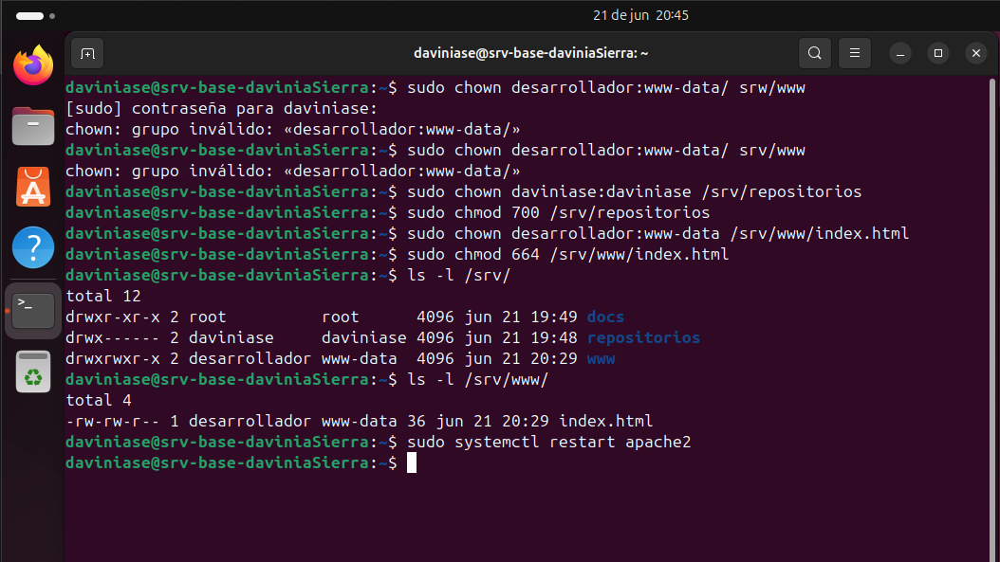 21 de jun 20:45
daviniase@srv-base-daviniaSierra: ~
daviniase@srv-base-daviniaSierra:~$ sudo chown desarrollador:www-data/ srw/www
[sudo] contraseña para daviniase:
chown: grupo inválido: «desarrollador:www-data/»
daviniase@srv-base-daviniaSierra:~$ sudo chown desarrollador:www-data/ srv/www
chown: grupo inválido: «desarrollador:www-data/»
daviniase@srv-base-daviniaSierra:~$ sudo chown daviniase:daviniase /srv/repositorios
daviniase@srv-base-daviniaSierra:~$ sudo chmod 700 /srv/repositorios
daviniase@srv-base-daviniaSierra:~$ sudo chown desarrollador:www-data /srv/www/index.html
daviniase@srv-base-daviniaSierra:~$ sudo chmod 664 /srv/www/index.html
daviniase@srv-base-daviniaSierra:~$ ls -l /srv/
total 12
drwxr-xr-x 2 root          root      4096 jun 21 19:49 docs
drwx------ 2 daviniase     daviniase 4096 jun 21 19:48 repositorios
drwxrwxr-x 2 desarrollador www-data  4096 jun 21 20:29 www
daviniase@srv-base-daviniaSierra:~$ ls -l /srv/www/
total 4
-rw-rw-r-- 1 desarrollador www-data 36 jun 21 20:29 index.html
daviniase@srv-base-daviniaSierra:~$ sudo systemctl restart apache2
daviniase@srv-base-daviniaSierra:~$